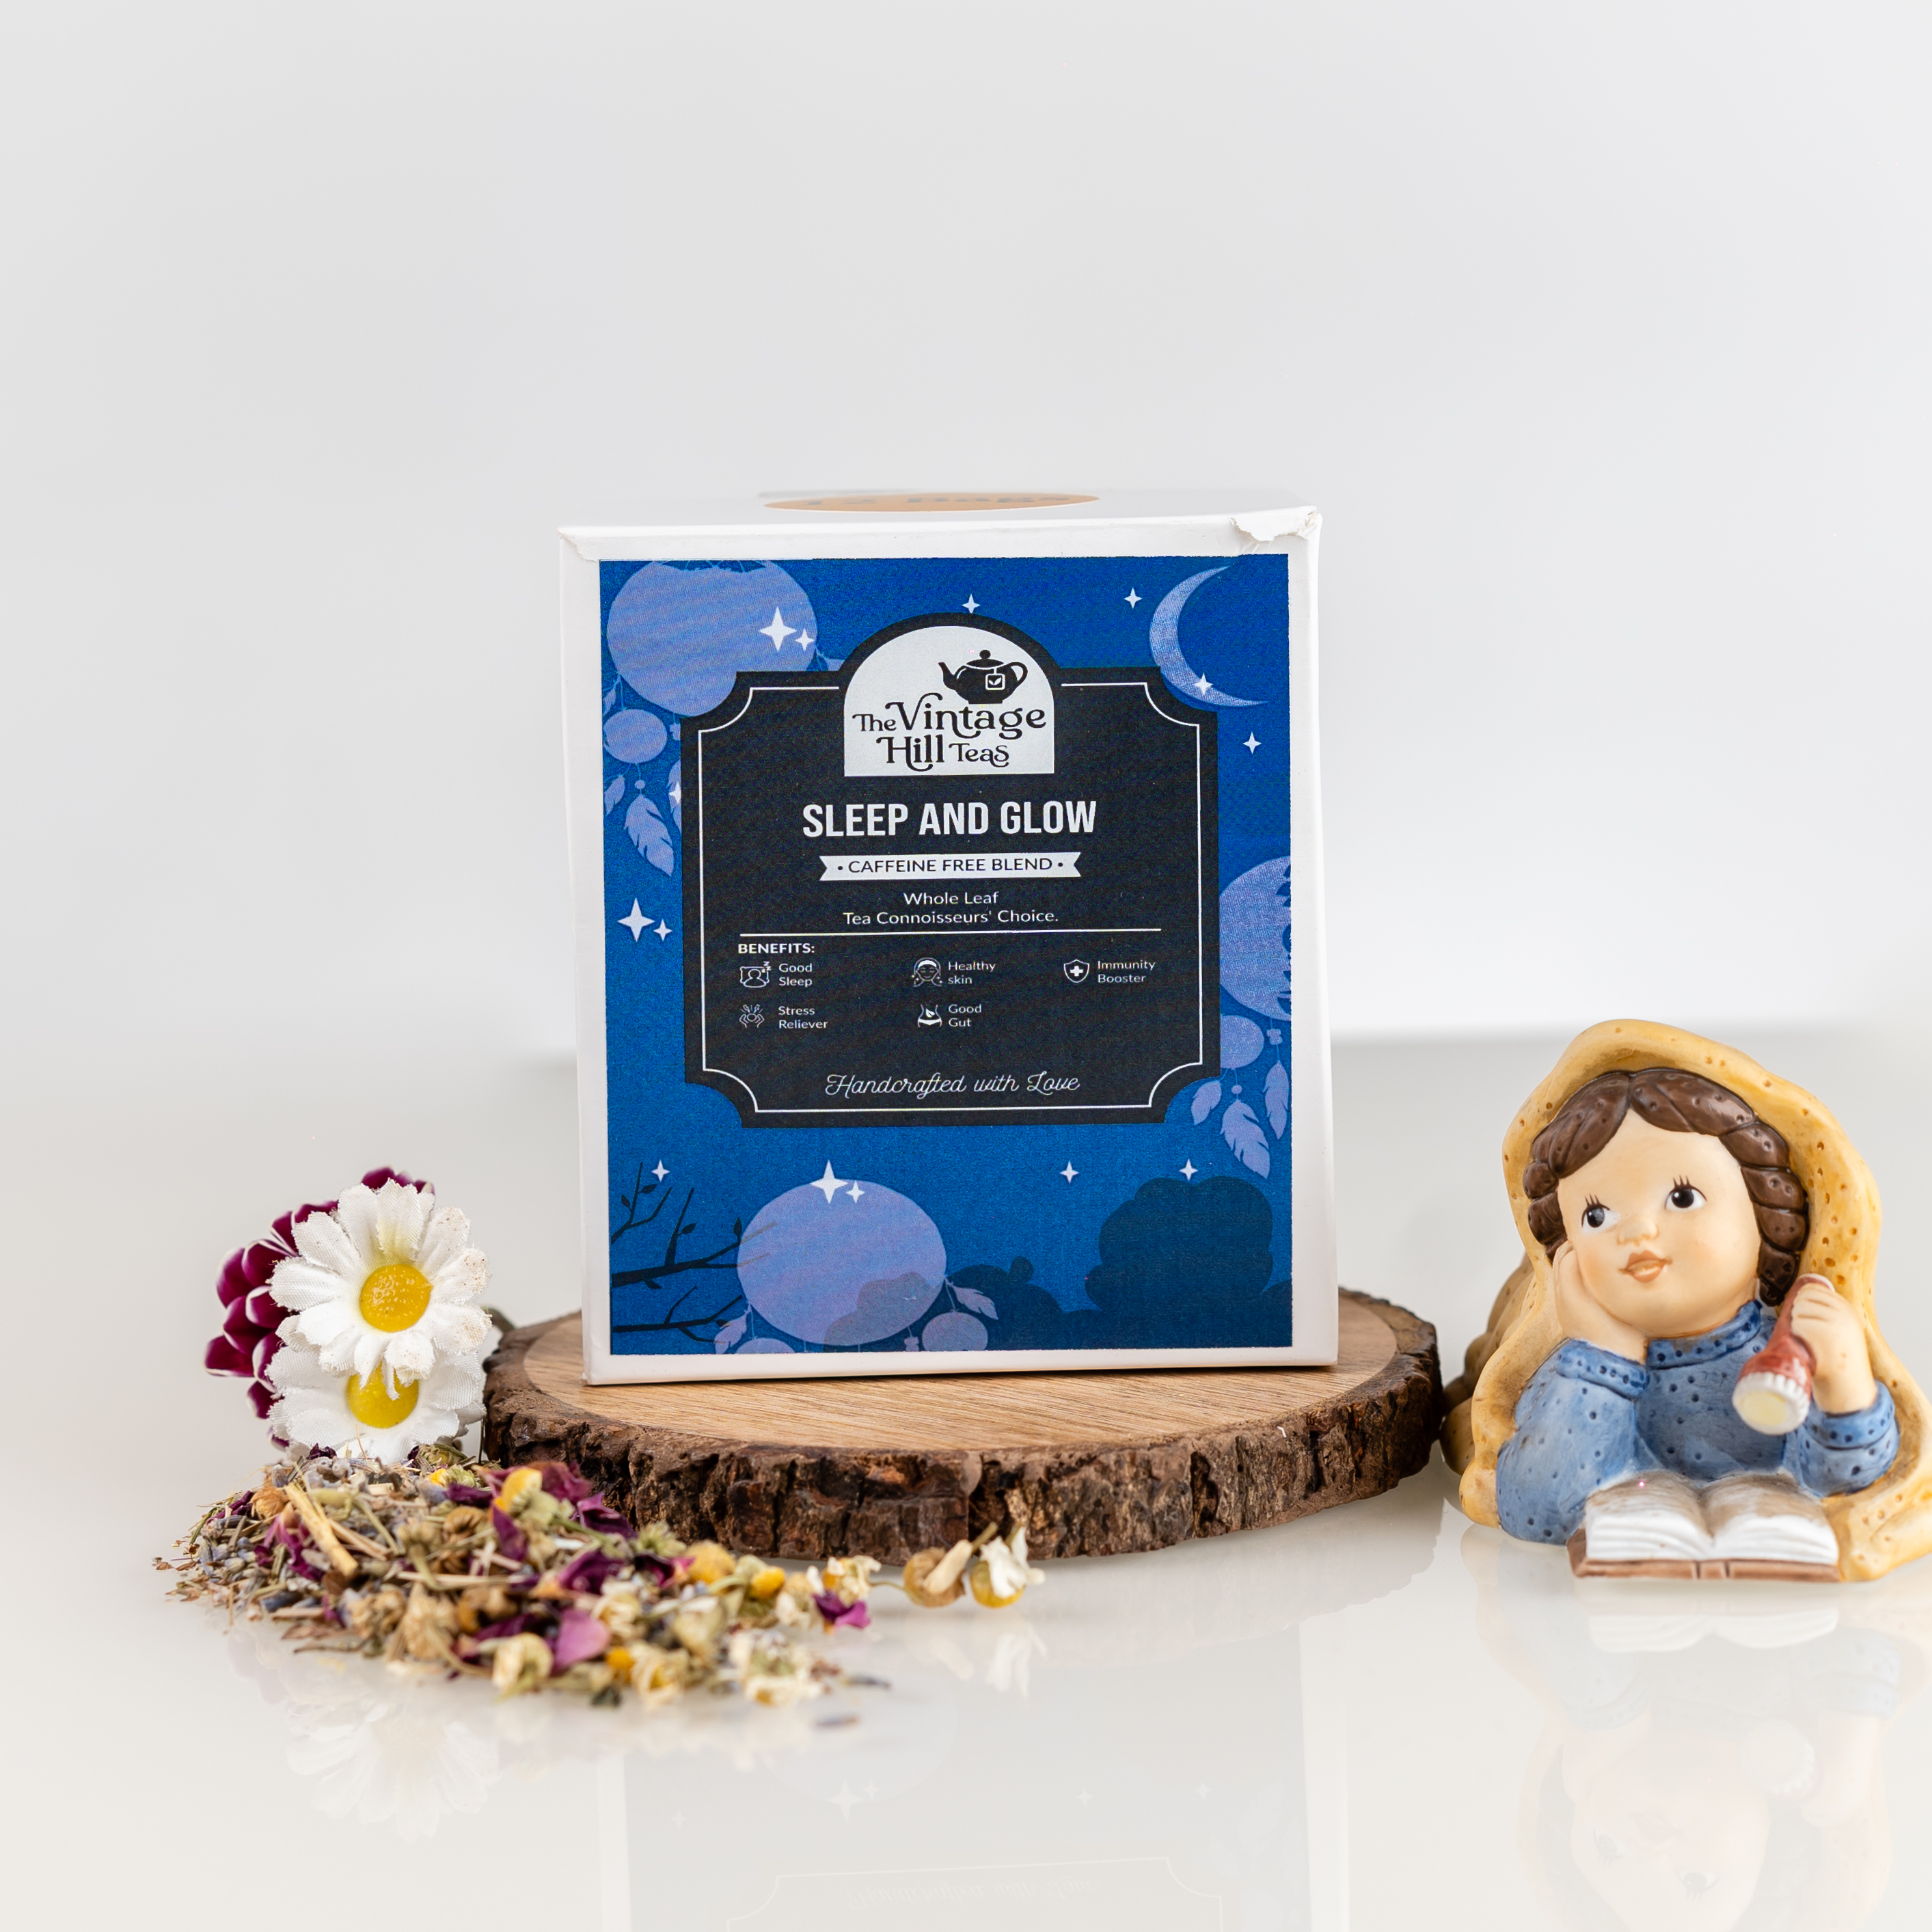 The Vintage
Hill Teas
SLEEP AND GLOW
• CAFFEINE FREE BLEND •
Whole Leaf
Tea Connoisseurs' Choice.
BENEFITS:
Good
Sleep
Healthy
skin
Immunity
Booster
Stress
Reliever
Good
Gut
Handcrafted with Love